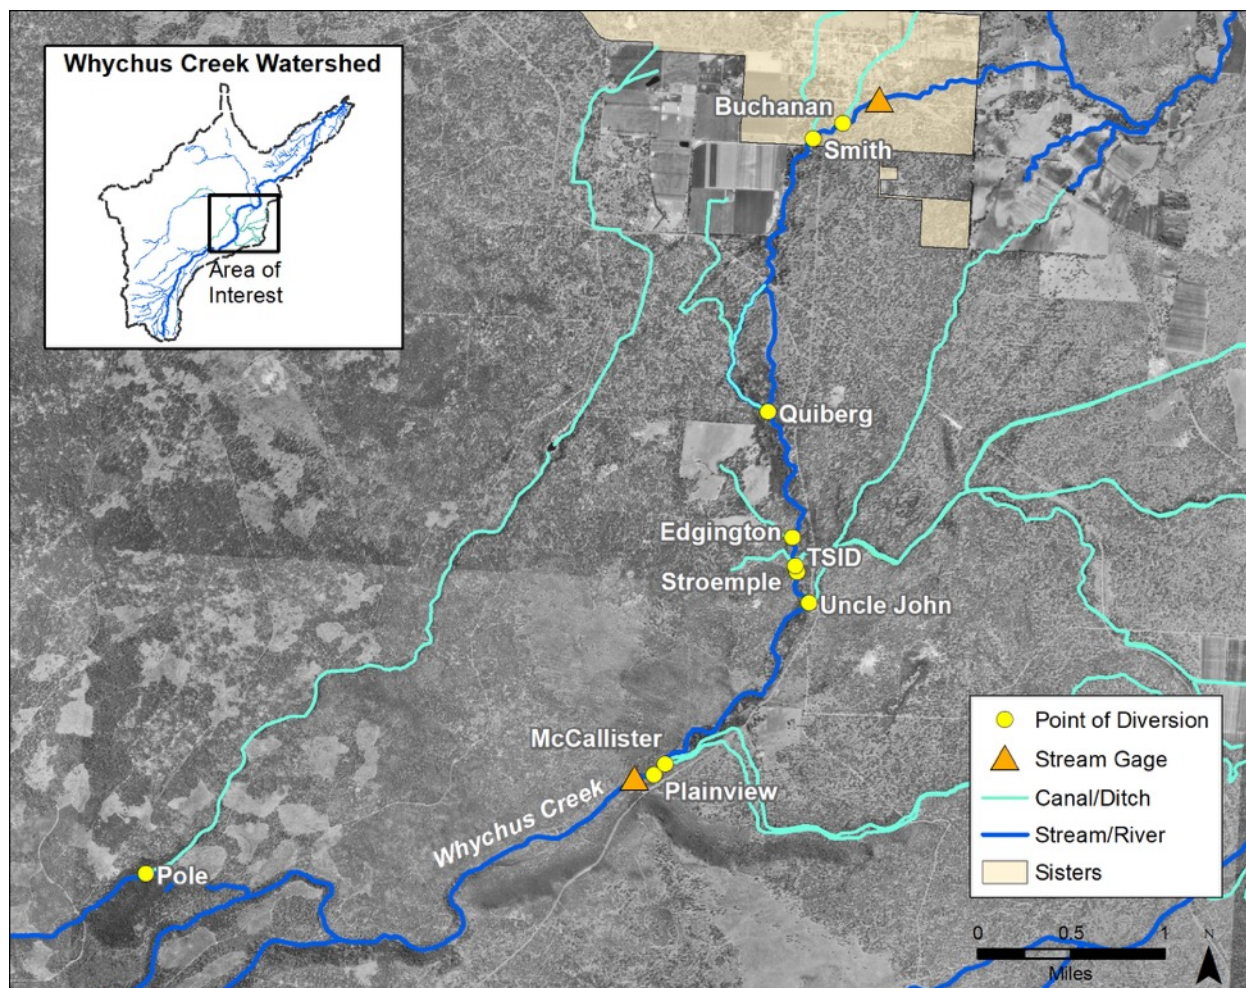 Whychus Creek Watershed
Area of
Interest
Buchanan
Smith
Quiberg
Edgington
TSID
Stroemple
Uncle John
McCallister
Plainview
Whychus Creek
Pole
Point of Diversion
Stream Gage
Canal/Ditch
Stream/River
Sisters
0 0.5 1
Miles
N